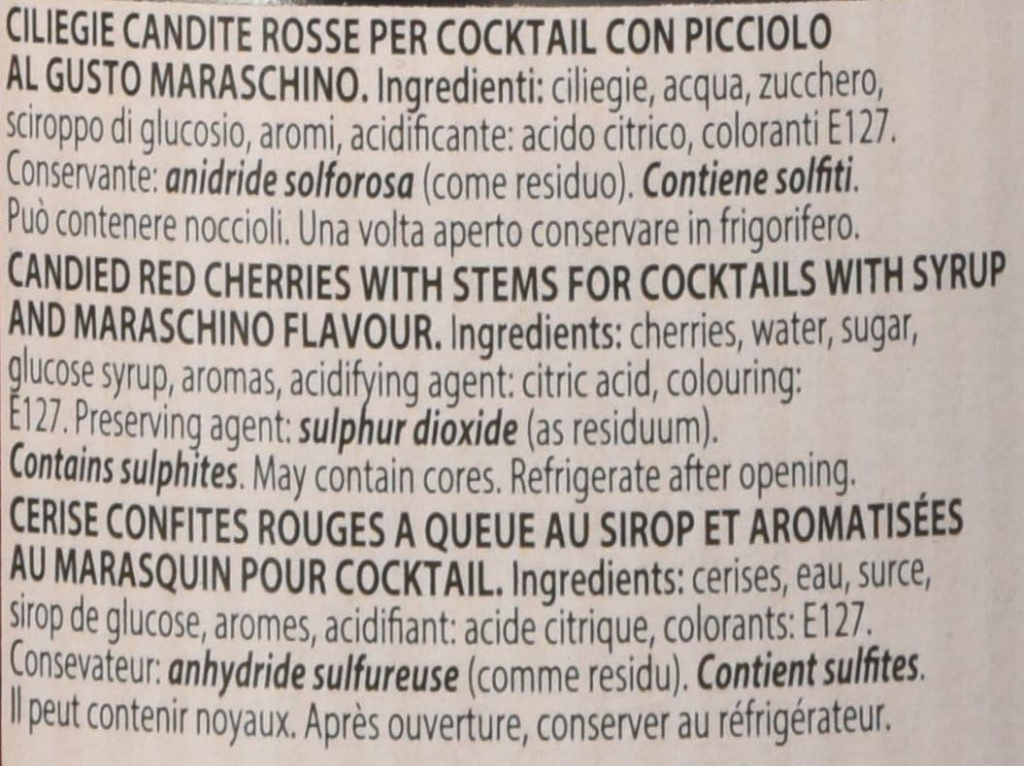 CILIEGIE CANDITE ROSSE PER COCKTAIL CON PICCIOLO
AL GUSTO MARASCHINO. Ingredienti: ciliegie, acqua, zucchero,
sciroppo di glucosio, aromi, acidificante: acido citrico, coloranti E127.
Conservante: anidride solforosa (come residuo). Contiene solfiti.
Può contenere noccioli. Una volta aperto conservare in frigorifero.
CANDIED RED CHERRIES WITH STEMS FOR COCKTAILS WITH SYRUP
AND MARASCHINO FLAVOUR. Ingredients: cherries, water, sugar,
glucose syrup, aromas, acidifying agent: citric acid, colouring:
E127. Preserving agent: sulphur dioxide (as residuum).
Contains sulphites. May contain cores. Refrigerate after opening.
CERISE CONFITES ROUGES A QUEUE AU SIROP ET AROMATISÉES
AU MARASQUIN POUR COCKTAIL. Ingredients: cerises, eau, surce,
sirop de glucose, aromes, acidifiant: acide citrique, colorants: E127.
Consevateur: anhydride sulfureuse (comme residu). Contient sulfites.
Il peut contenir noyaux. Après ouverture, conserver au réfrigérateur.